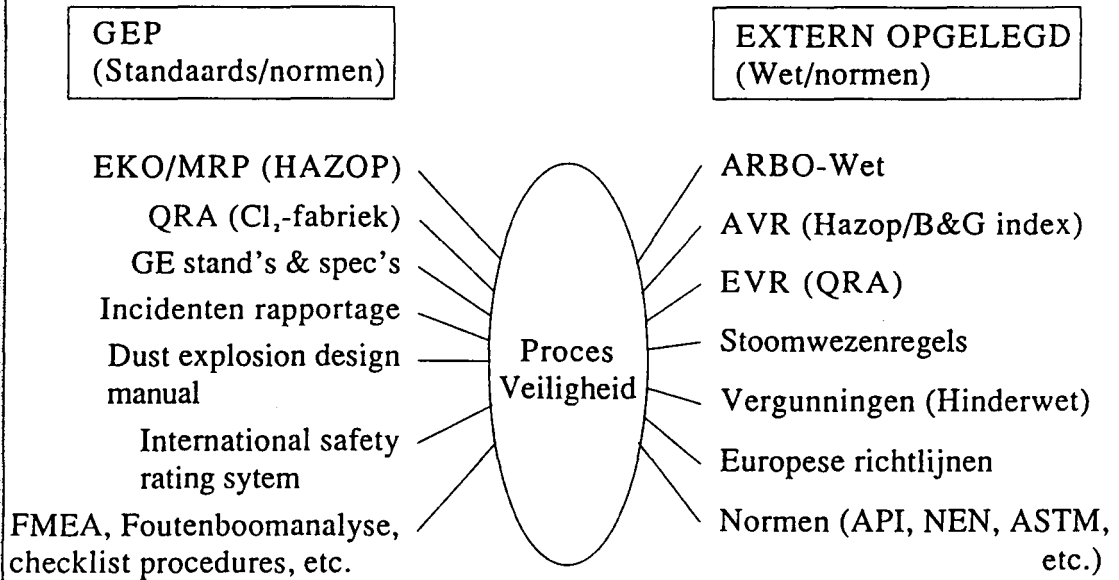 GEP
(Standaards/normen)
EXTERN OPGELEGD
(Wet/normen)
EKO/MRP (HAZOP)
QRA (Cl₂-fabriek)
GE stand's & spec's
Incidenten rapportage
Dust explosion design
manual
International safety
rating sytem
FMEA, Foutenboomanalyse,
checklist procedures, etc.
Proces
Veiligheid
ARBO-Wet
AVR (Hazop/B&G index)
EVR (QRA)
Stoomwezenregels
Vergunningen (Hinderwet)
Europese richtlijnen
Normen (API, NEN, ASTM,
etc.)